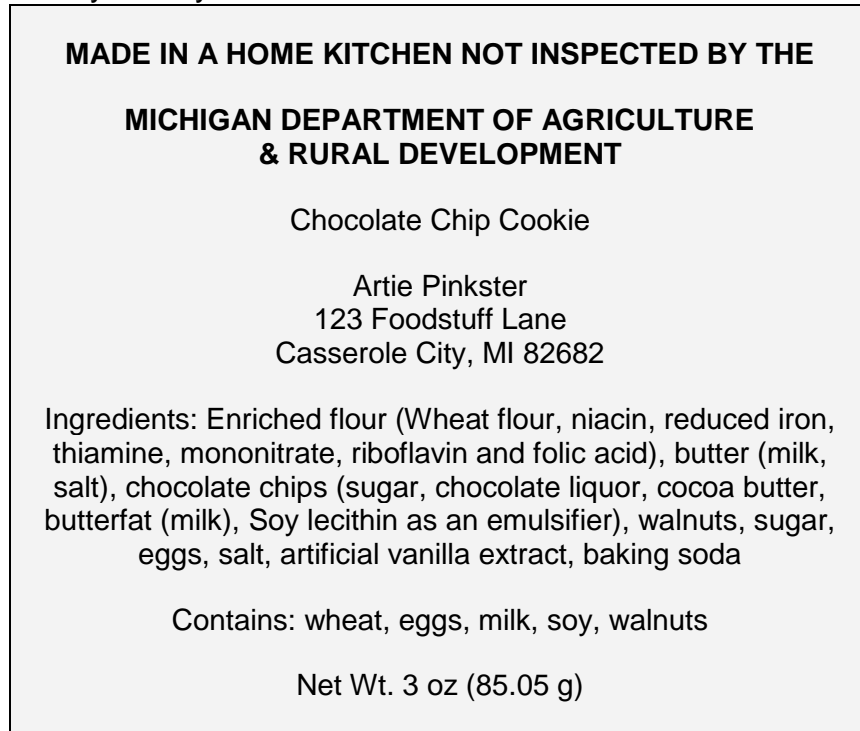 MADE IN A HOME KITCHEN NOT INSPECTED BY THE
MICHIGAN DEPARTMENT OF AGRICULTURE
& RURAL DEVELOPMENT
Chocolate Chip Cookie
Artie Pinkster
123 Foodstuff Lane
Casserole City, MI 82682
Ingredients: Enriched flour (Wheat flour, niacin, reduced iron,
thiamine, mononitrate, riboflavin and folic acid), butter (milk,
salt), chocolate chips (sugar, chocolate liquor, cocoa butter,
butterfat (milk), Soy lecithin as an emulsifier), walnuts, sugar,
eggs, salt, artificial vanilla extract, baking soda
Contains: wheat, eggs, milk, soy, walnuts
Net Wt. 3 oz (85.05 g)